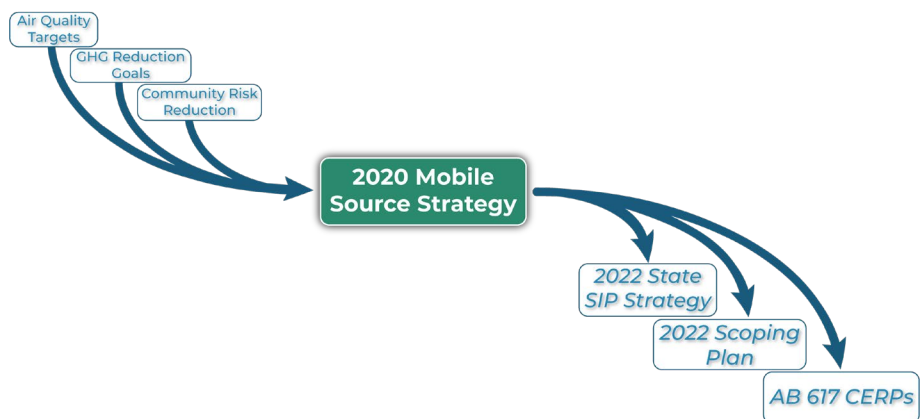 Air Quality
Targets
GHG Reduction
Goals
Community Risk
Reduction
2020 Mobile
Source Strategy
2022 State
SIP Strategy
2022 Scoping
Plan
AB 617 CERPs